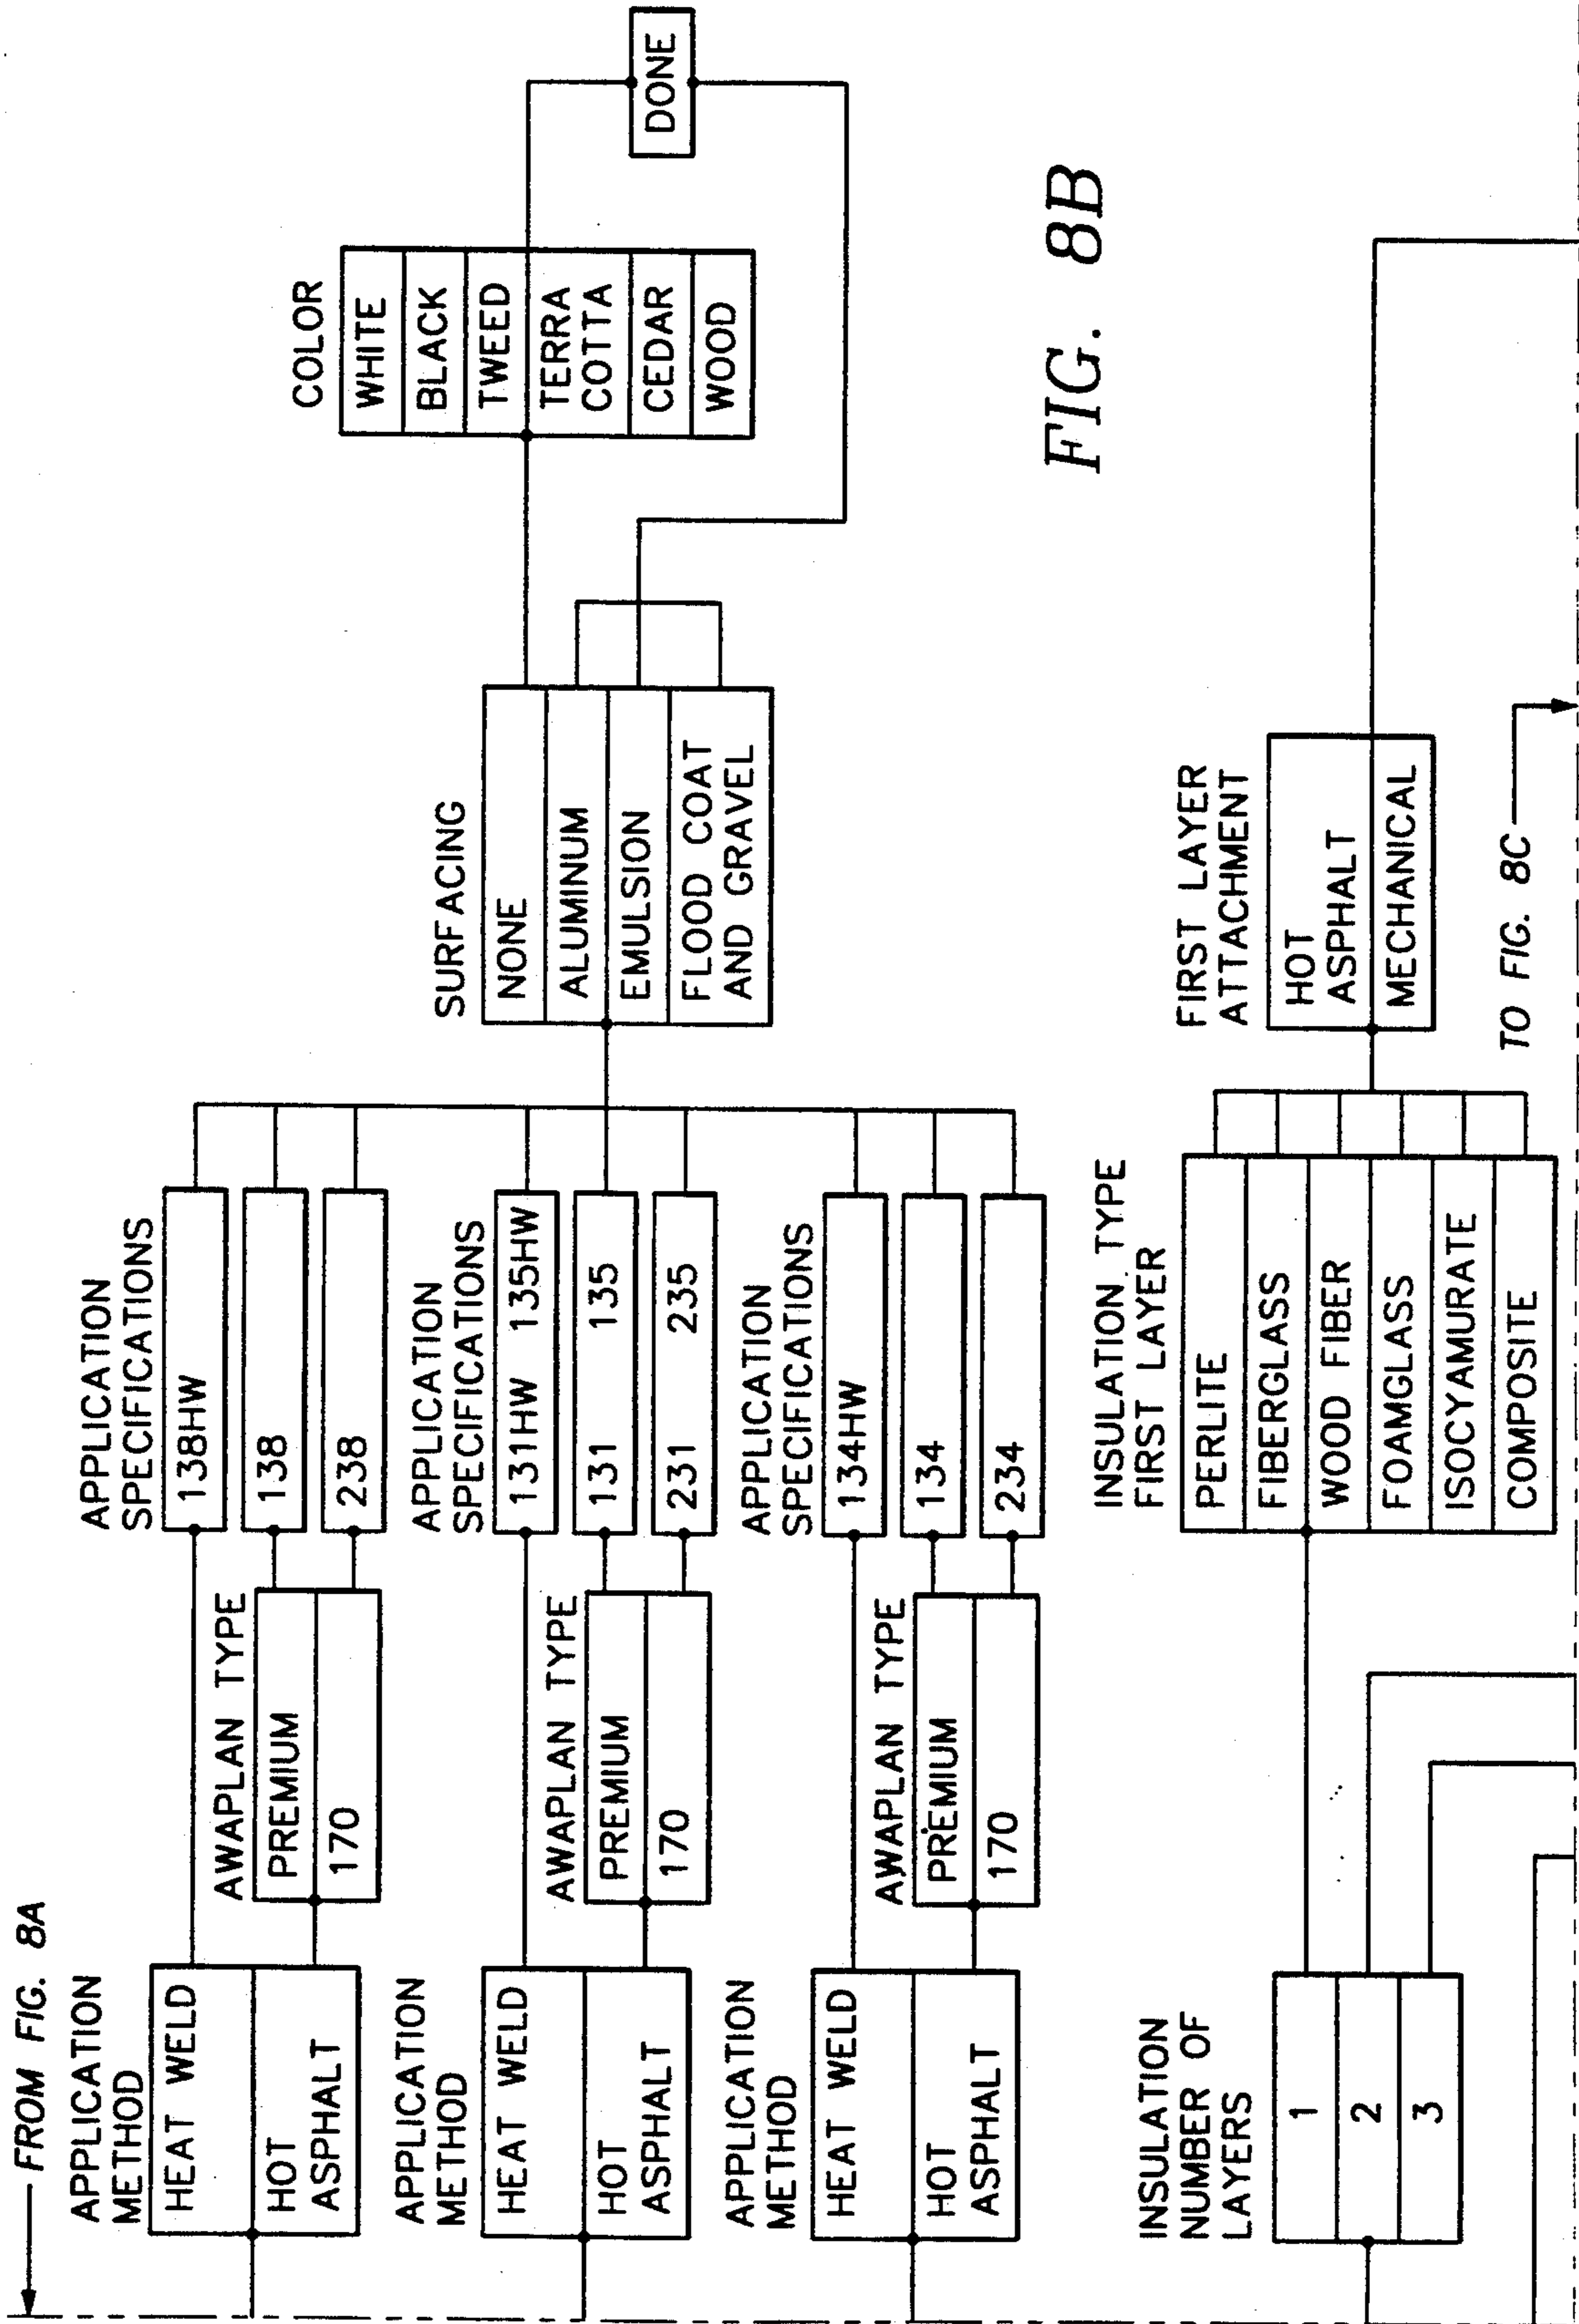 FROM FIG. 8A
APPLICATION
METHOD
HEAT WELD
HOT
ASPHALT
AWAPLAN TYPE
PREMIUM
170
APPLICATION
SPECIFICATIONS
138HW
138
238
APPLICATION
METHOD
HEAT WELD
HOT
ASPHALT
AWAPLAN TYPE
PREMIUM
170
APPLICATION
SPECIFICATIONS
131HW 135HW
131 135
231 235
APPLICATION
METHOD
HEAT WELD
HOT
ASPHALT
AWAPLAN TYPE
PREMIUM
170
APPLICATION
SPECIFICATIONS
134HW
134
234
SURFACING
NONE
ALUMINUM
EMULSION
FLOOD COAT
AND GRAVEL
COLOR
WHITE
BLACK
TWEED
TERRA
COTTA
CEDAR
WOOD
DONE
FIG. 8B
INSULATION
NUMBER OF
LAYERS
1
2
3
INSULATION TYPE
FIRST LAYER
PERLITE
FIBERGLASS
WOOD FIBER
FOAMGLASS
ISOCYAMURATE
COMPOSITE
FIRST LAYER
ATTACHMENT
HOT
ASPHALT
MECHANICAL
TO FIG. 8C